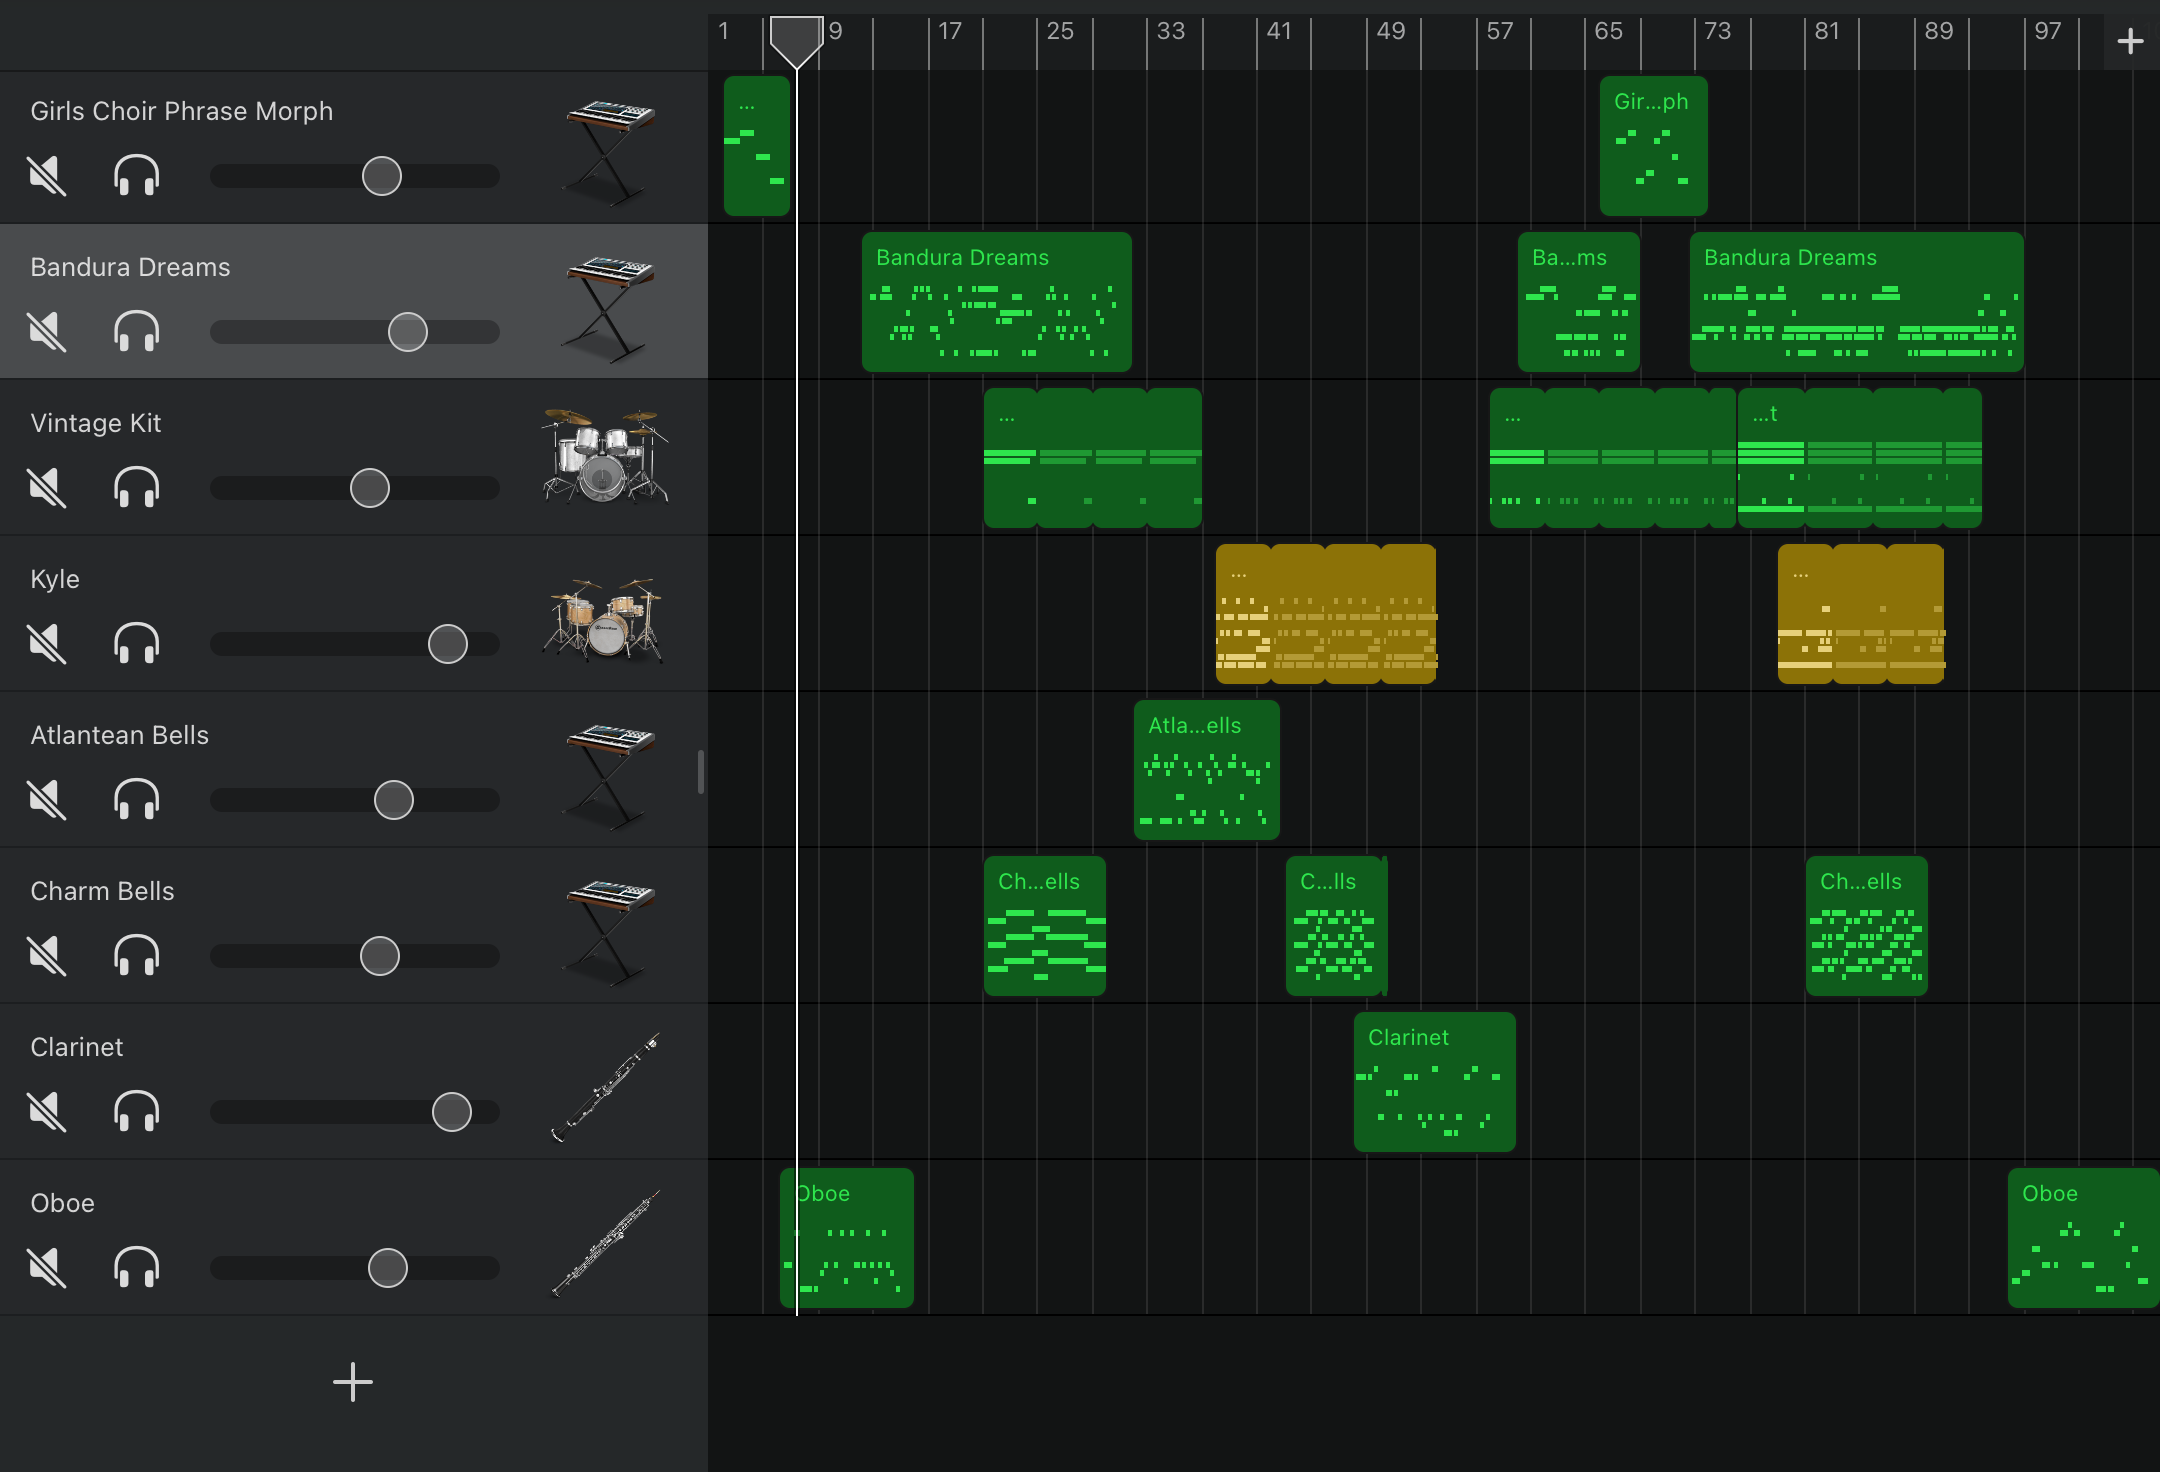 1 9 17 25 33 41 49 57 65 73 81 89 97
Girls Choir Phrase Morph
... Gir...ph
Bandura Dreams
Bandura Dreams Ba...ms Bandura Dreams
Vintage Kit
... ... ...t
Kyle
... ...
Atlantean Bells
Atla...ells
Charm Bells
Ch...ells C...lls Ch...ells
Clarinet
Clarinet
Oboe
Oboe Oboe